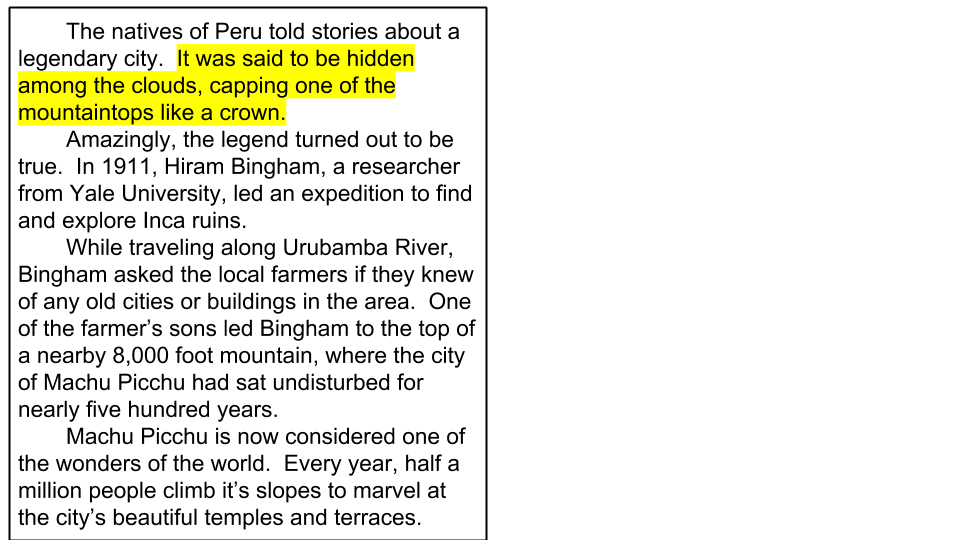 The natives of Peru told stories about a
legendary city.  It was said to be hidden
among the clouds, capping one of the
mountaintops like a crown.
Amazingly, the legend turned out to be
true.  In 1911, Hiram Bingham, a researcher
from Yale University, led an expedition to find
and explore Inca ruins.
While traveling along Urubamba River,
Bingham asked the local farmers if they knew
of any old cities or buildings in the area.  One
of the farmer’s sons led Bingham to the top of
a nearby 8,000 foot mountain, where the city
of Machu Picchu had sat undisturbed for
nearly five hundred years.
Machu Picchu is now considered one of
the wonders of the world.  Every year, half a
million people climb it’s slopes to marvel at
the city’s beautiful temples and terraces.